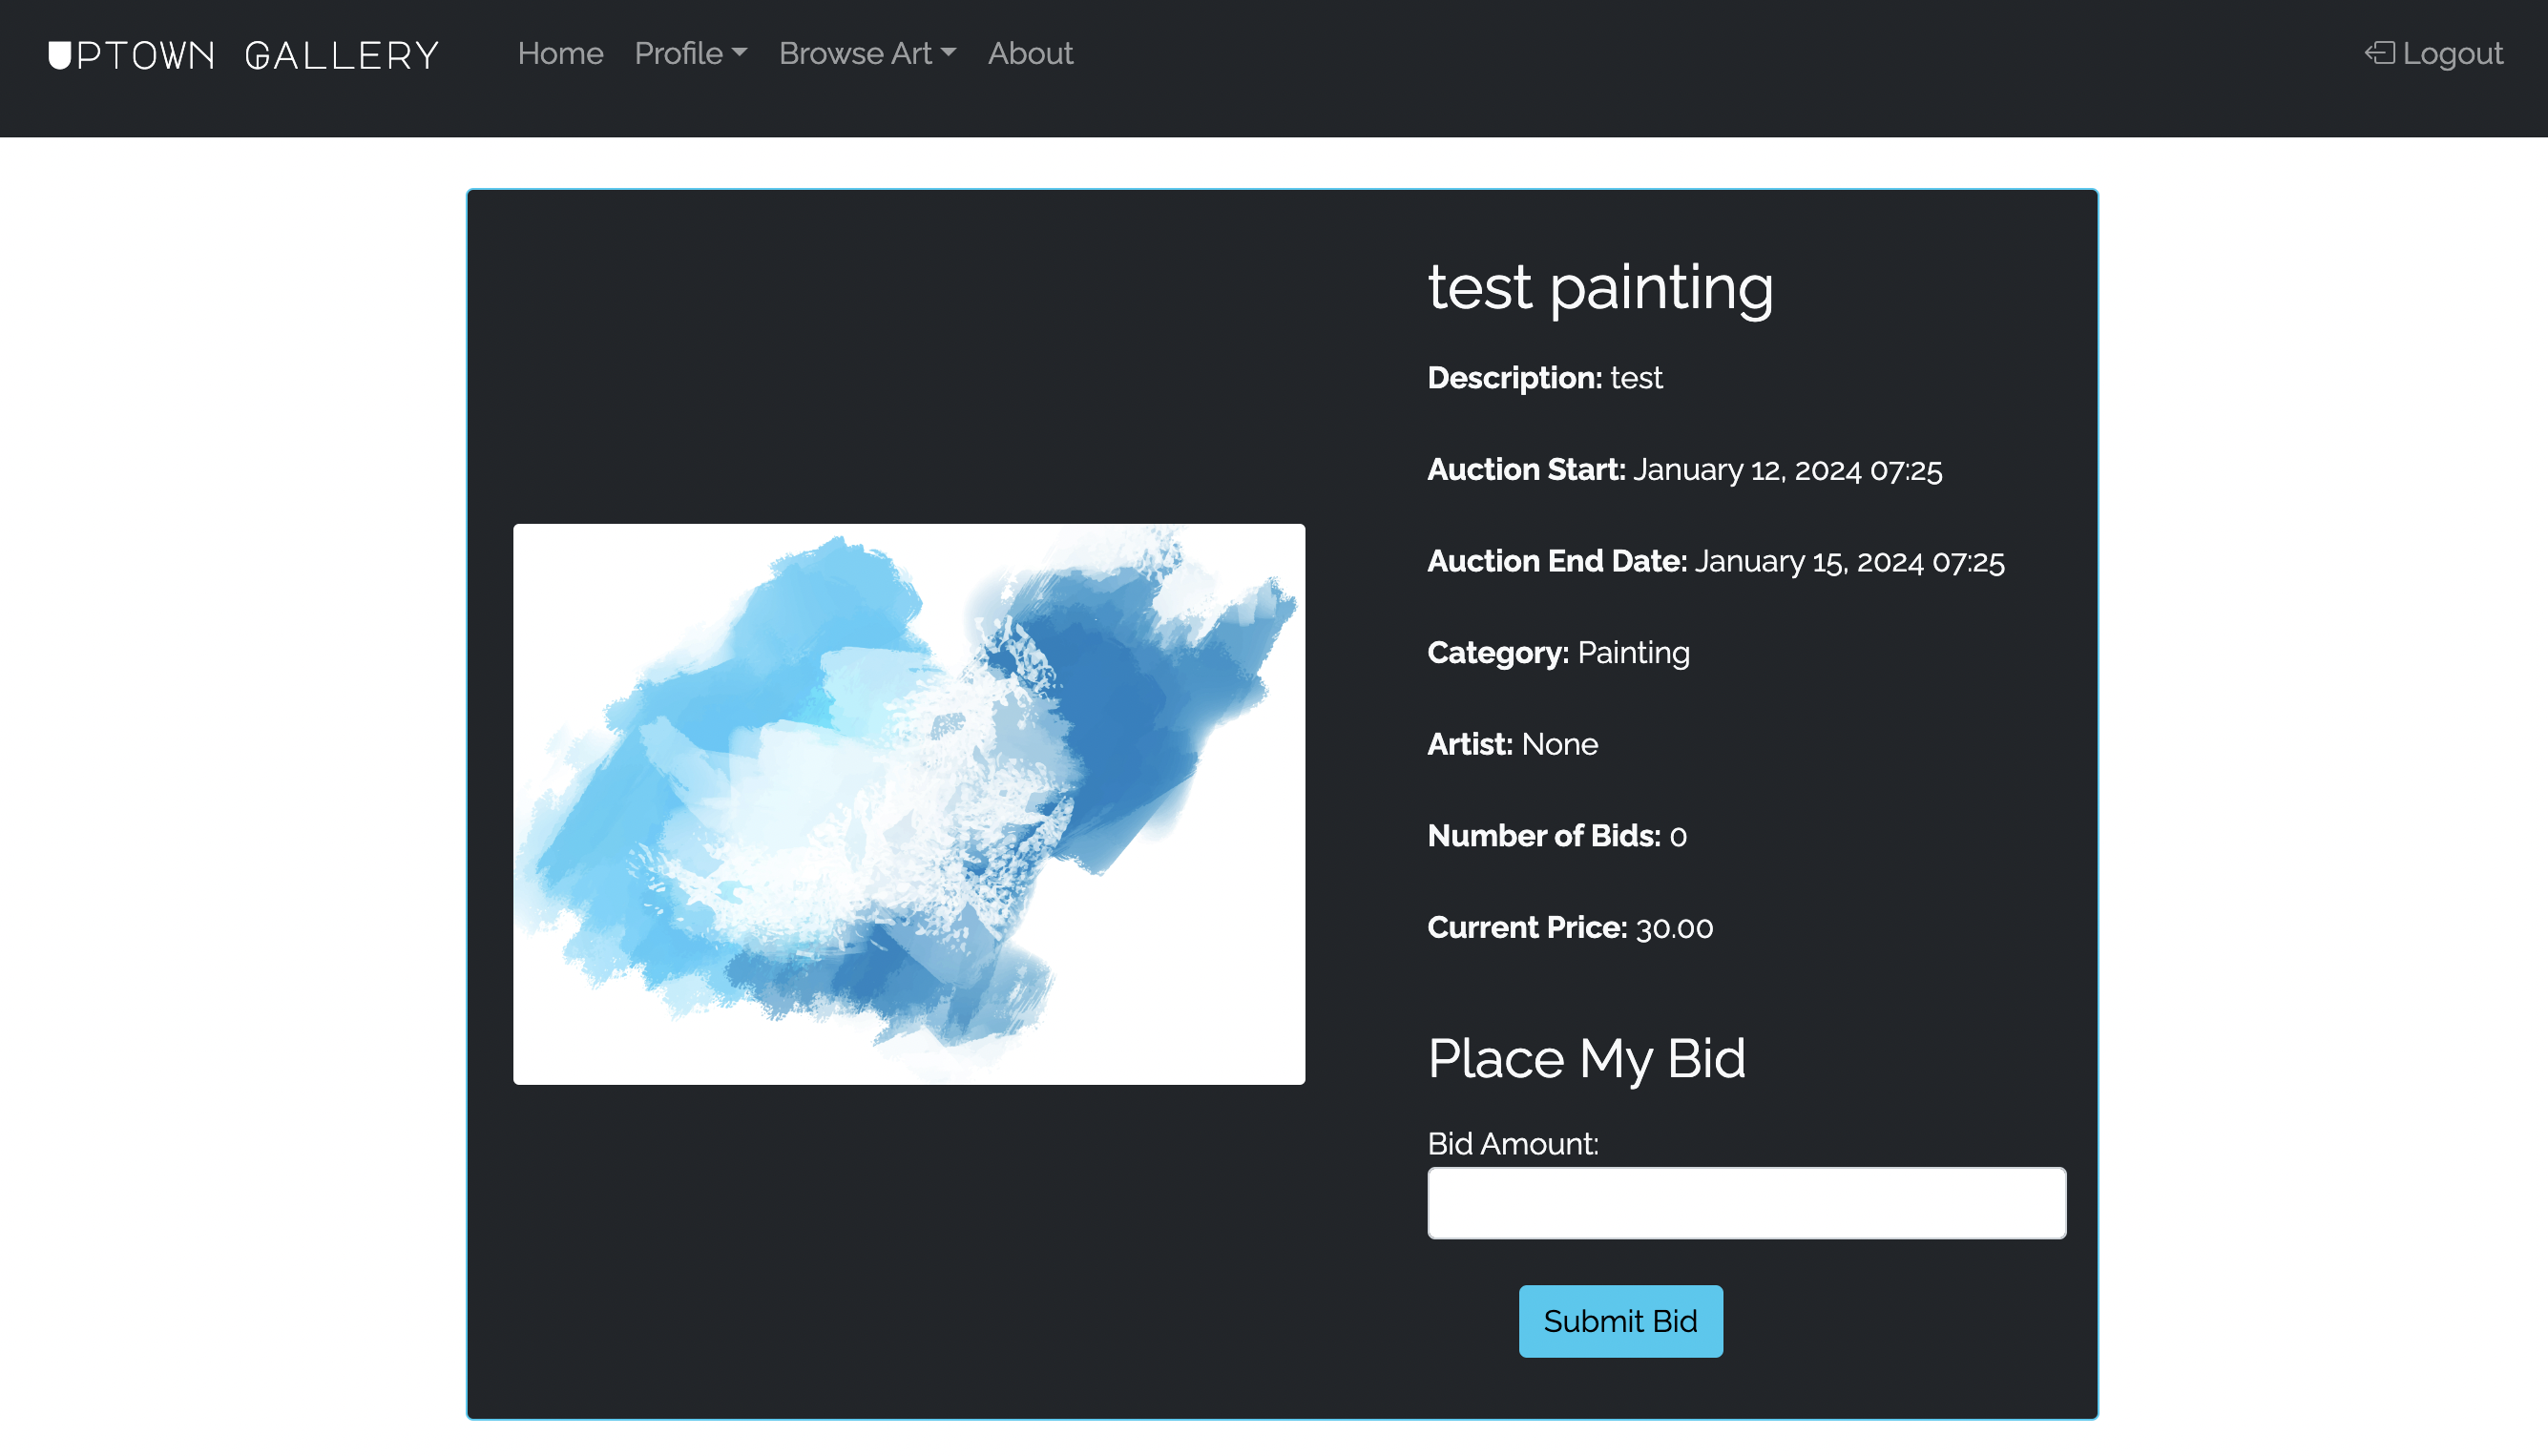 UPTOWN GALLERY Home Profile Browse Art About Logout
test painting
Description: test
Auction Start: January 12, 2024 07:25
Auction End Date: January 15, 2024 07:25
Category: Painting
Artist: None
Number of Bids: 0
Current Price: 30.00
Place My Bid
Bid Amount:
Submit Bid